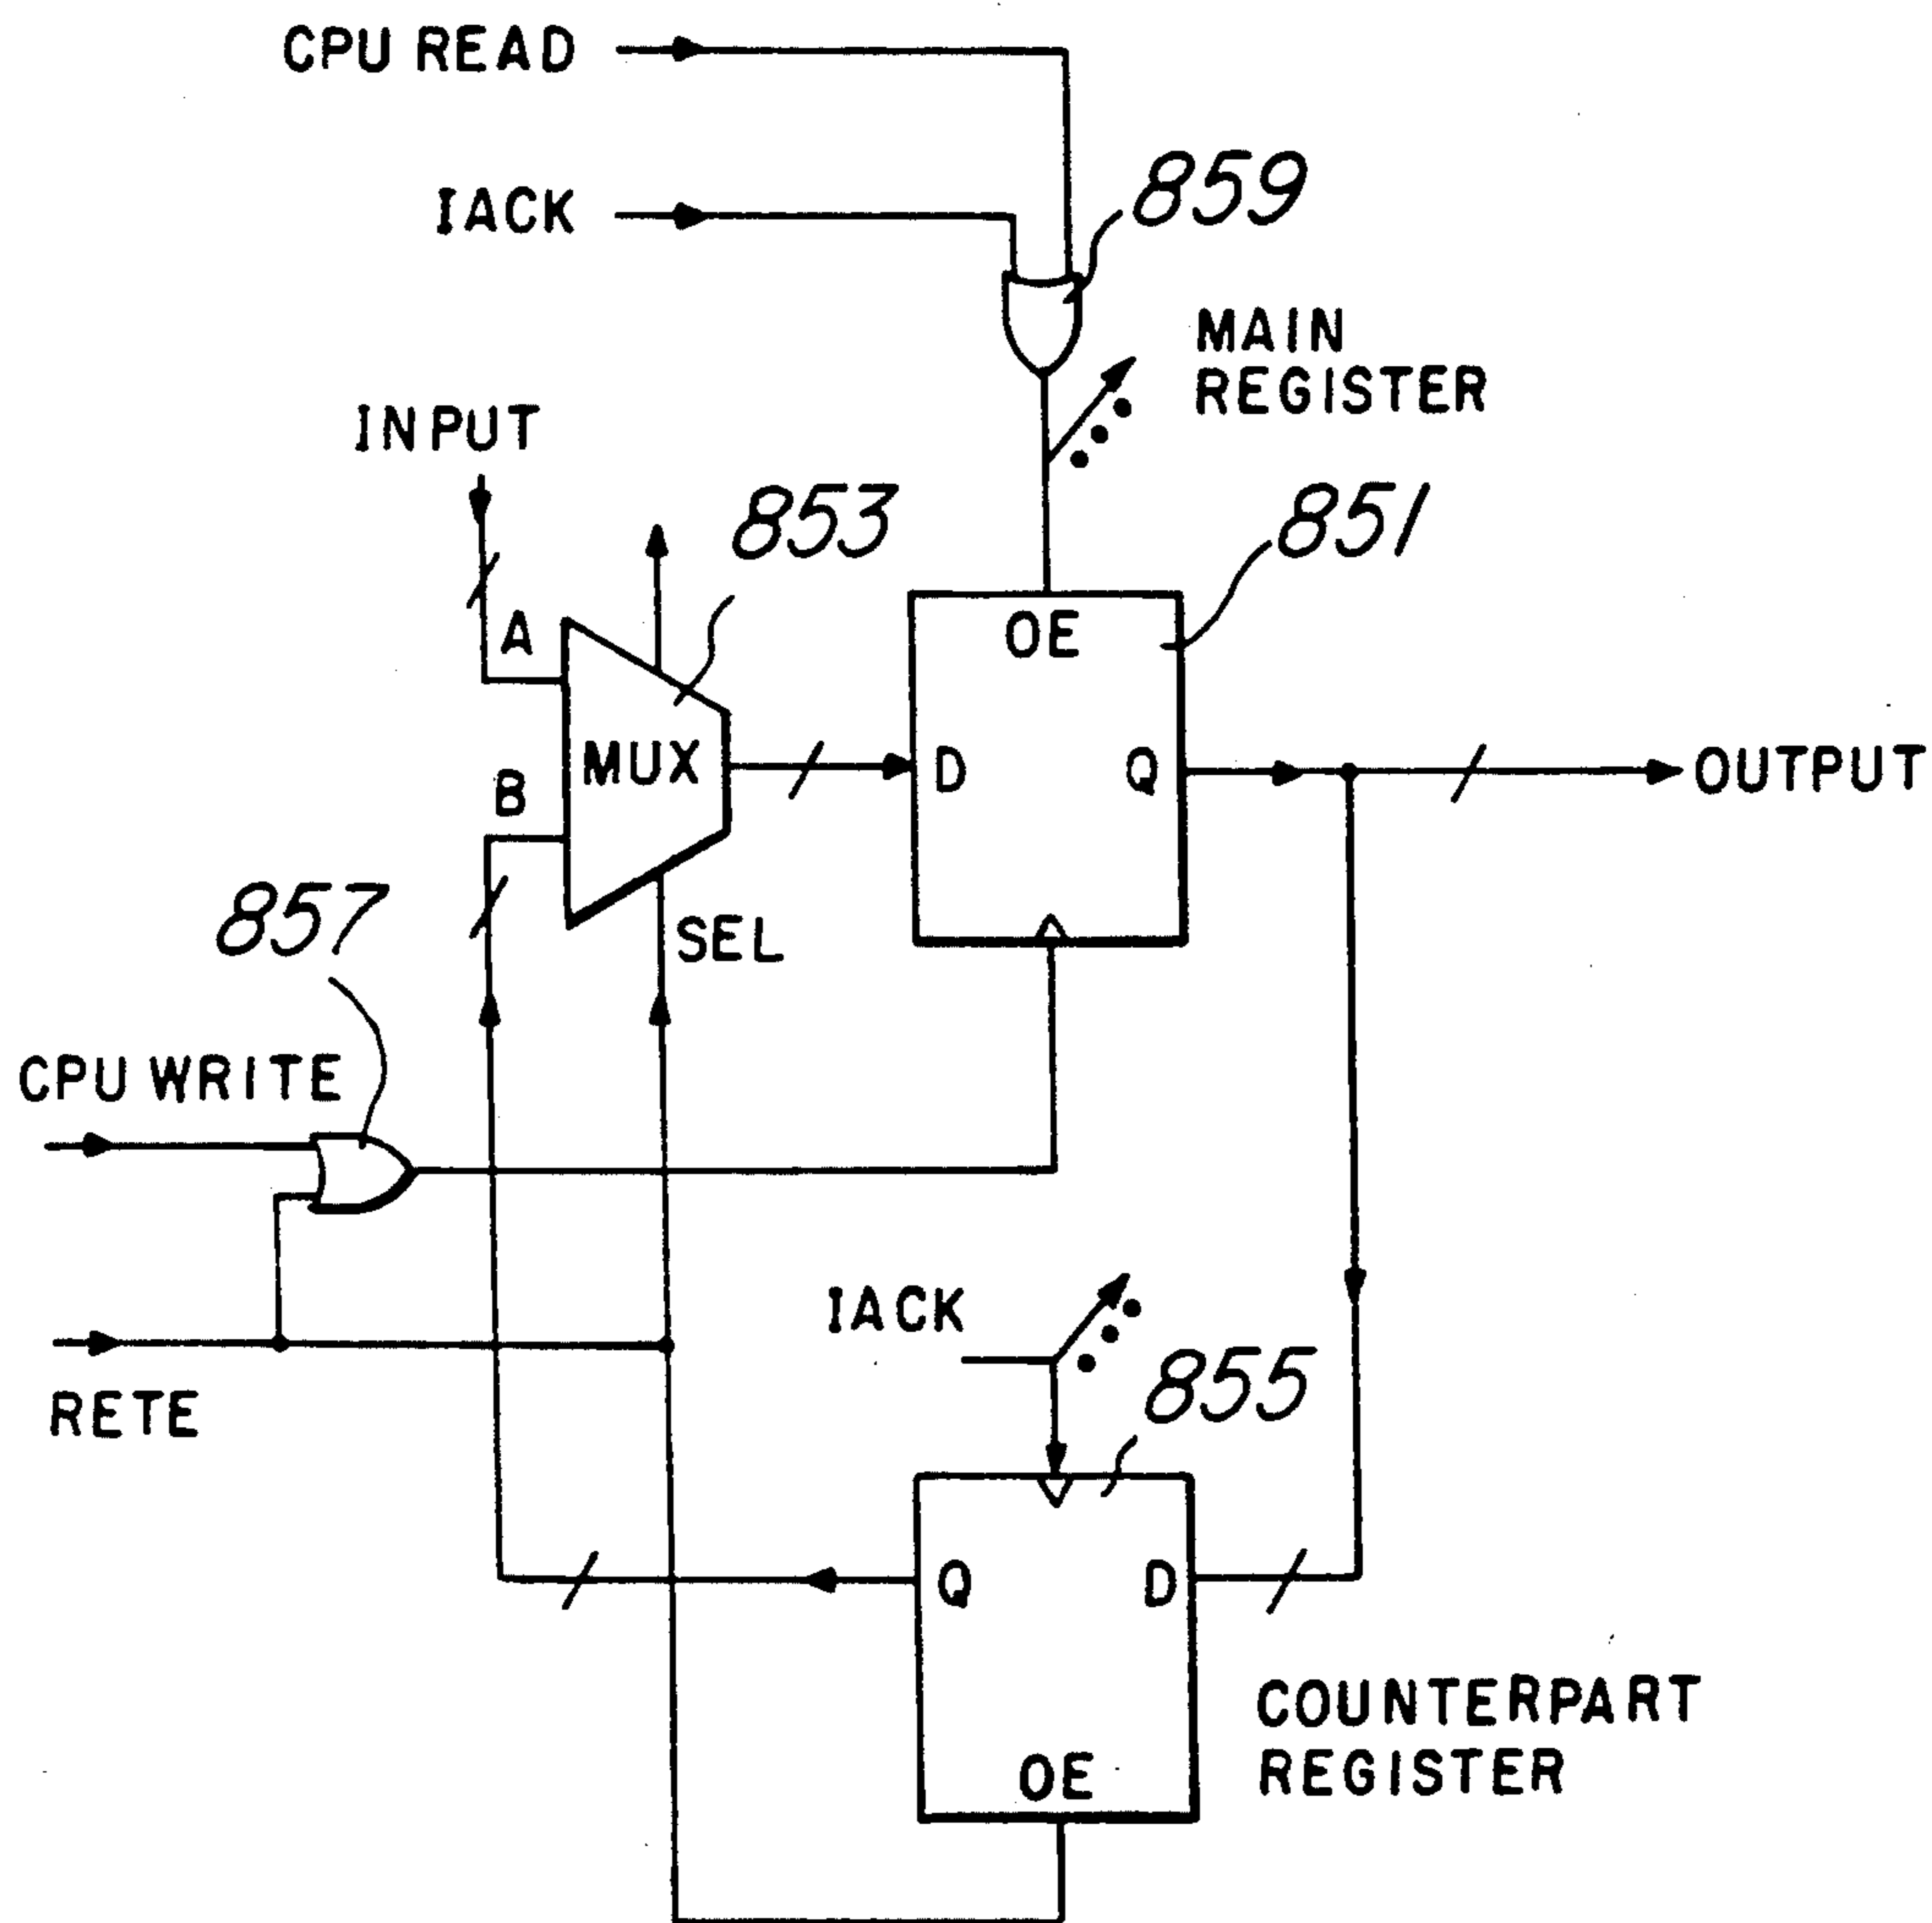 CPU READ
IACK
859
MAIN
REGISTER
INPUT
853
851
A
OE
MUX
D
Q
OUTPUT
B
857
SEL
CPU WRITE
IACK
855
RETE
Q
D
COUNTERPART
REGISTER
OE